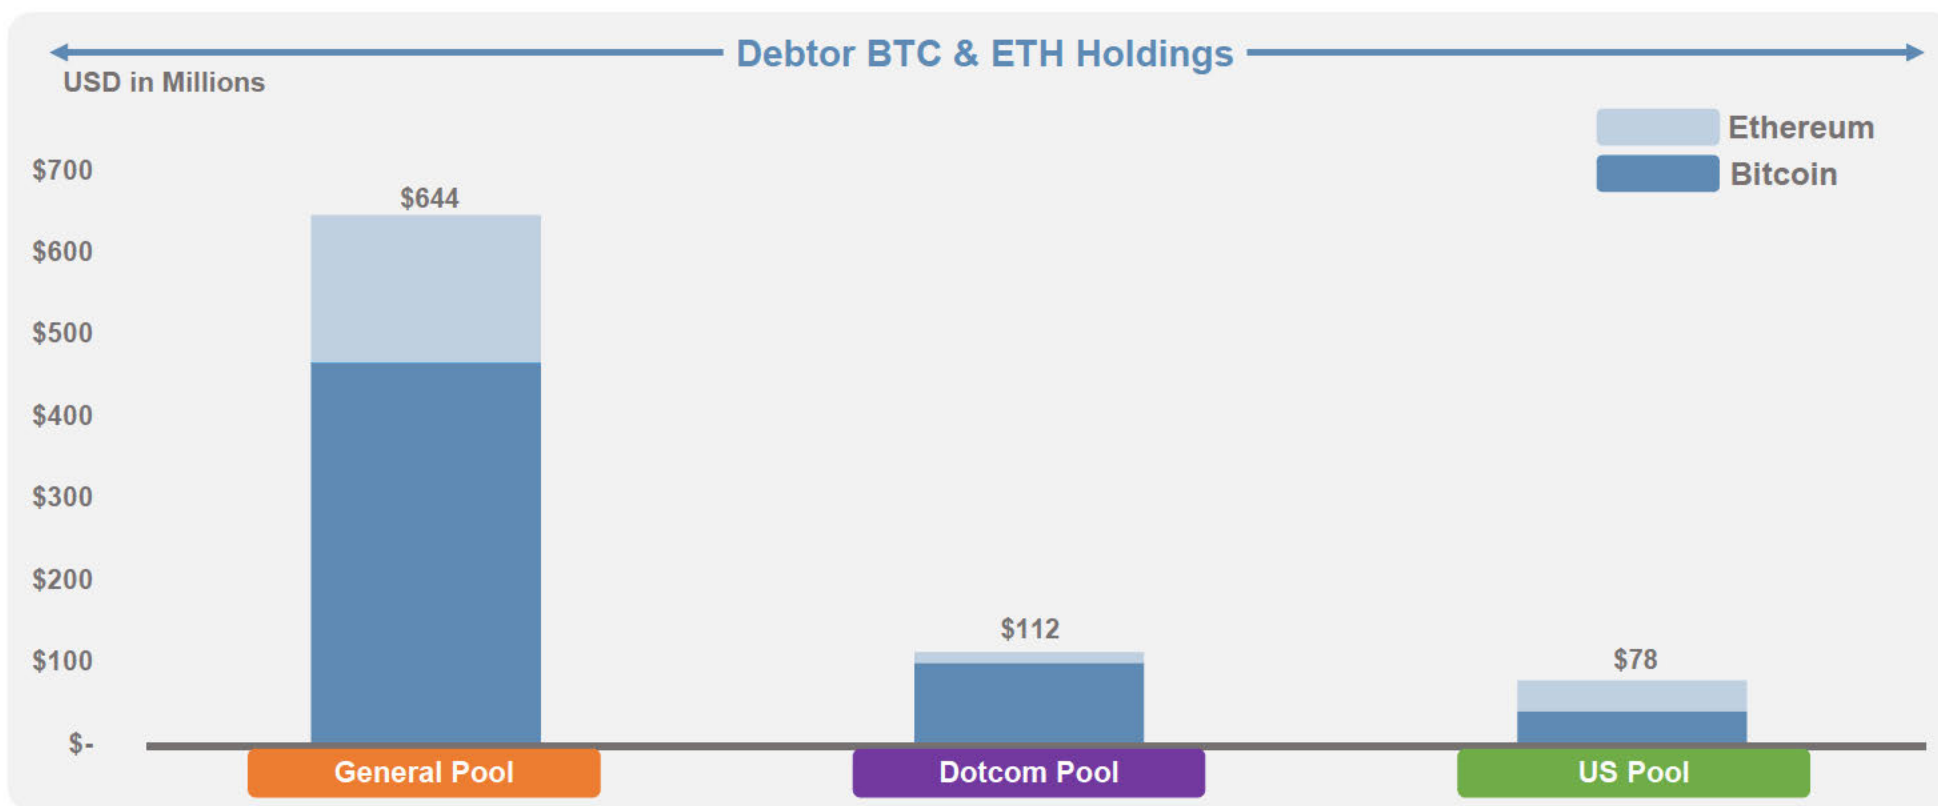 Debtor BTC & ETH Holdings
USD in Millions
Ethereum
Bitcoin
$700
$600
$500
$400
$300
$200
$100
$-
$644
$112
$78
General Pool
Dotcom Pool
US Pool